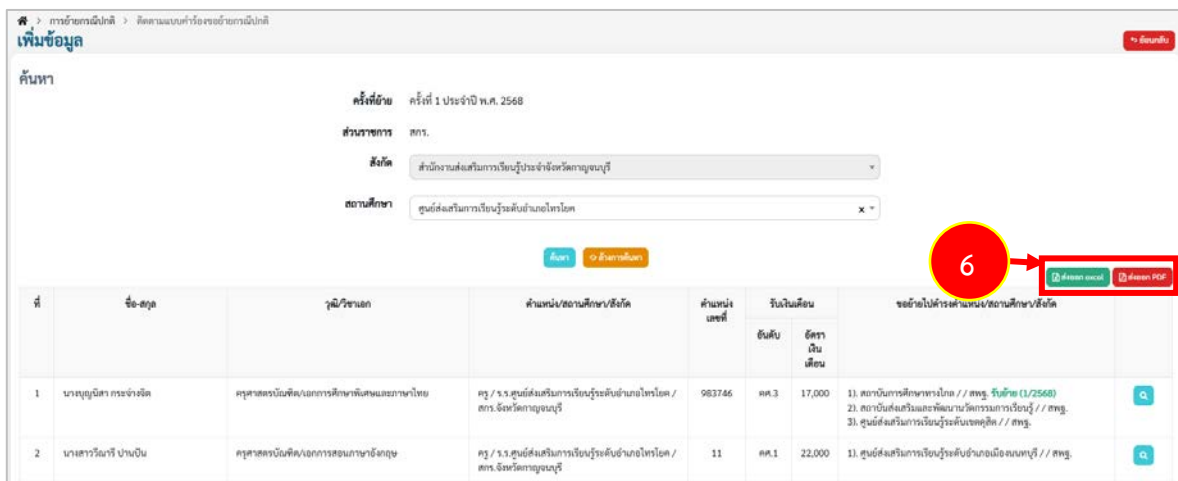 การย้ายกรณีปกติ > ติดตามแบบคำร้องขอย้ายกรณีปกติ
เพิ่มข้อมูล
ย้อนกลับ
ค้นหา
ครั้งที่ย้าย ครั้งที่ 1 ประจำปี พ.ศ. 2568
ส่วนราชการ สกร.
สังกัด สำนักงานส่งเสริมการเรียนรู้ประจำจังหวัดกาญจนบุรี
สถานศึกษา ศูนย์ส่งเสริมการเรียนรู้ระดับอำเภอไทรโยค x
ค้นหา ล้างการค้นหา
6
ส่งออก excel ส่งออก PDF
ที่ ชื่อ-สกุล วุฒิ/วิชาเอก ตำแหน่ง/สถานศึกษา/สังกัด ตำแหน่ง รับเงินเดือน ขอย้ายไปดำรงตำแหน่ง/สถานศึกษา/สังกัด
เลขที่
อันดับ อัตรา
เงิน
เดือน
1 นางบุญนิสา กระจ่างจิต ครุศาสตรบัณฑิต/เอกการศึกษาพิเศษและภาษาไทย ครู / ร.ร.ศูนย์ส่งเสริมการเรียนรู้ระดับอำเภอไทรโยค / 983746 คศ.3 17,000 1). สถาบันการศึกษาทางไกล / / สพฐ. รับย้าย (1/2568)
สกร.จังหวัดกาญจนบุรี 2). สถาบันส่งเสริมและพัฒนานวัตกรรมการเรียนรู้ / / สพฐ.
3). ศูนย์ส่งเสริมการเรียนรู้ระดับเขตดุสิต / / สพฐ.
2 นางสาววีณารี ปานปั้น ครุศาสตรบัณฑิต/เอกการสอนภาษาอังกฤษ ครู / ร.ร.ศูนย์ส่งเสริมการเรียนรู้ระดับอำเภอไทรโยค / 11 คศ.1 22,000 1). ศูนย์ส่งเสริมการเรียนรู้ระดับอำเภอเมืองนนทบุรี / / สพฐ.
สกร.จังหวัดกาญจนบุรี